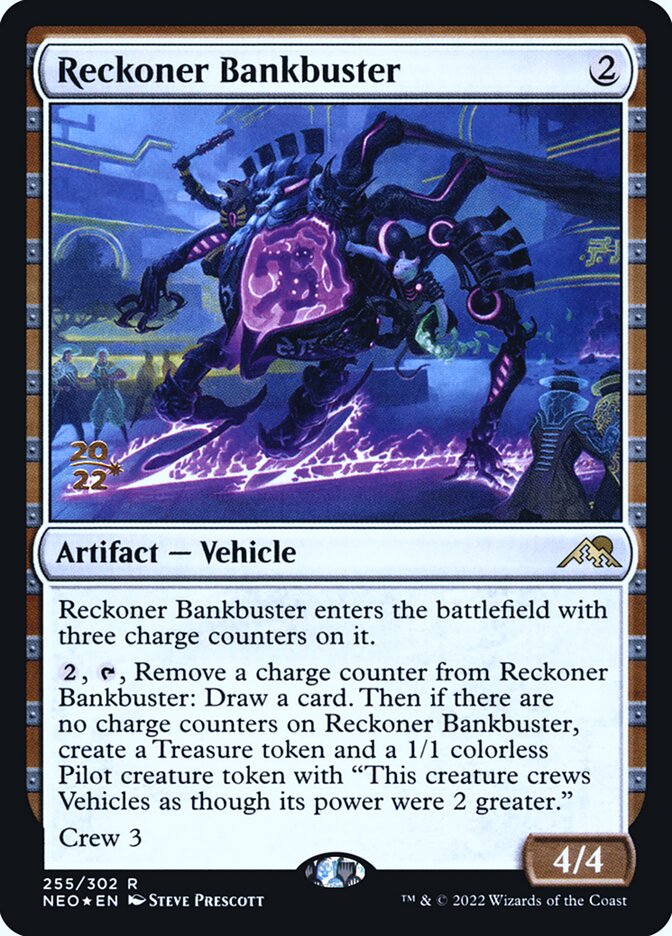 Reckoner Bankbuster 2
20
22
Artifact — Vehicle
Reckoner Bankbuster enters the battlefield with
three charge counters on it.
2, , Remove a charge counter from Reckoner
Bankbuster: Draw a card. Then if there are
no charge counters on Reckoner Bankbuster,
create a Treasure token and a 1/1 colorless
Pilot creature token with “This creature crews
Vehicles as though its power were 2 greater.”
Crew 3
4/4
255/302 R
NEO★EN Steve Prescott
™ & © 2022 Wizards of the Coast